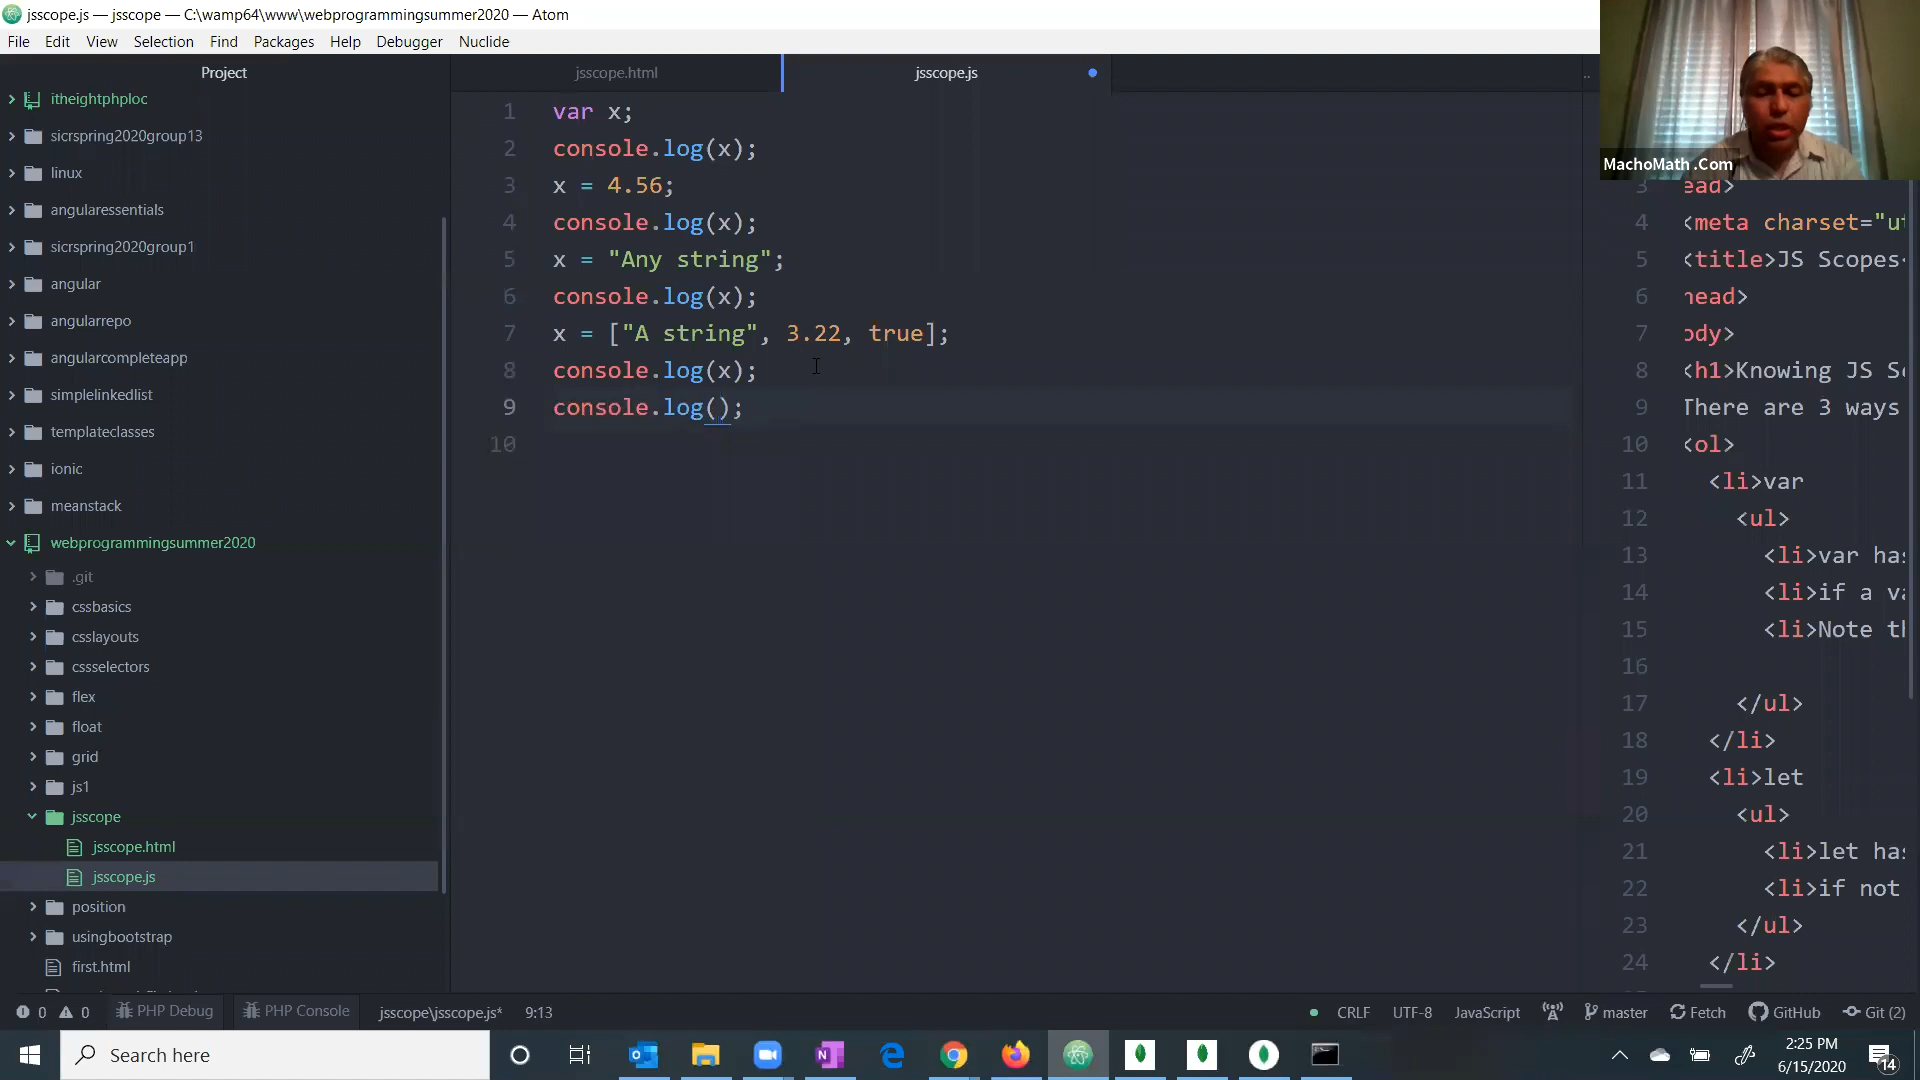 jsscope.js — jsscope — C:\wamp64\www\webprogrammingsummer2020 — Atom
File Edit View Selection Find Packages Help Debugger Nuclide
Project
itheightphploc
sicrspring2020group13
linux
angularessentials
sicrspring2020group1
angular
angularrepo
angularcompleteapp
simplelinkedlist
templateclasses
ionic
meanstack
webprogrammingsummer2020
.git
cssbasics
csslayouts
cssselectors
flex
float
grid
js1
jsscope
jsscope.html
jsscope.js
position
usingbootstrap
first.html
jsscope.html
jsscope.js
1 var x;
2 console.log(x);
3 x = 4.56;
4 console.log(x);
5 x = "Any string";
6 console.log(x);
7 x = ["A string", 3.22, true];
8 console.log(x);
9 console.log();
10
MachoMath .Com
3 ead>
4 <meta charset="ut
5 <title>JS Scopes<
6 head>
7 ody>
8 <h1>Knowing JS S
9 There are 3 ways
10 <ol>
11 <li>var
12 <ul>
13 <li>var has
14 <li>if a va
15 <li>Note th
16
17 </ul>
18 </li>
19 <li>let
20 <ul>
21 <li>let has
22 <li>if not
23 </ul>
24 </li>
0 0 PHP Debug PHP Console jsscope\jsscope.js* 9:13 CRLF UTF-8 JavaScript master Fetch GitHub Git (2)
Search here
2:25 PM
6/15/2020
14